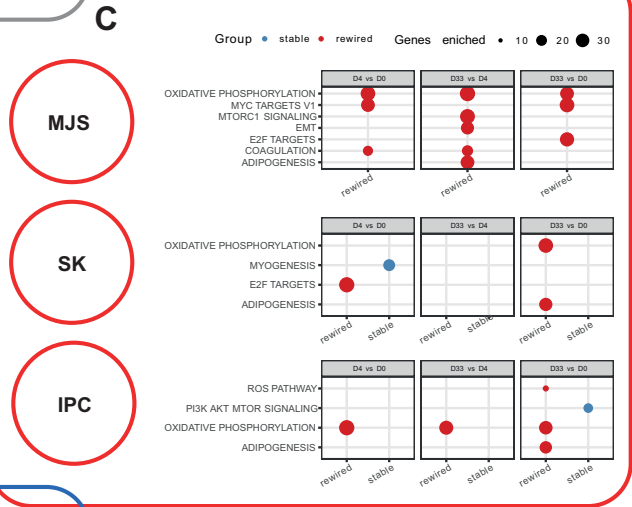 C
Group stable rewired Genes eniched 10 20 30
MJS
D4 vs D0 D33 vs D4 D33 vs D0
OXIDATIVE PHOSPHORYLATION
MYC TARGETS V1
MTORC1 SIGNALING
EMT
E2F TARGETS
COAGULATION
ADIPOGENESIS
rewired rewired rewired
SK
D4 vs D0 D33 vs D4 D33 vs D0
OXIDATIVE PHOSPHORYLATION
MYOGENESIS
E2F TARGETS
ADIPOGENESIS
rewired stable rewired stable rewired stable
IPC
D4 vs D0 D33 vs D4 D33 vs D0
ROS PATHWAY
PI3K AKT MTOR SIGNALING
OXIDATIVE PHOSPHORYLATION
ADIPOGENESIS
rewired stable rewired stable rewired stable